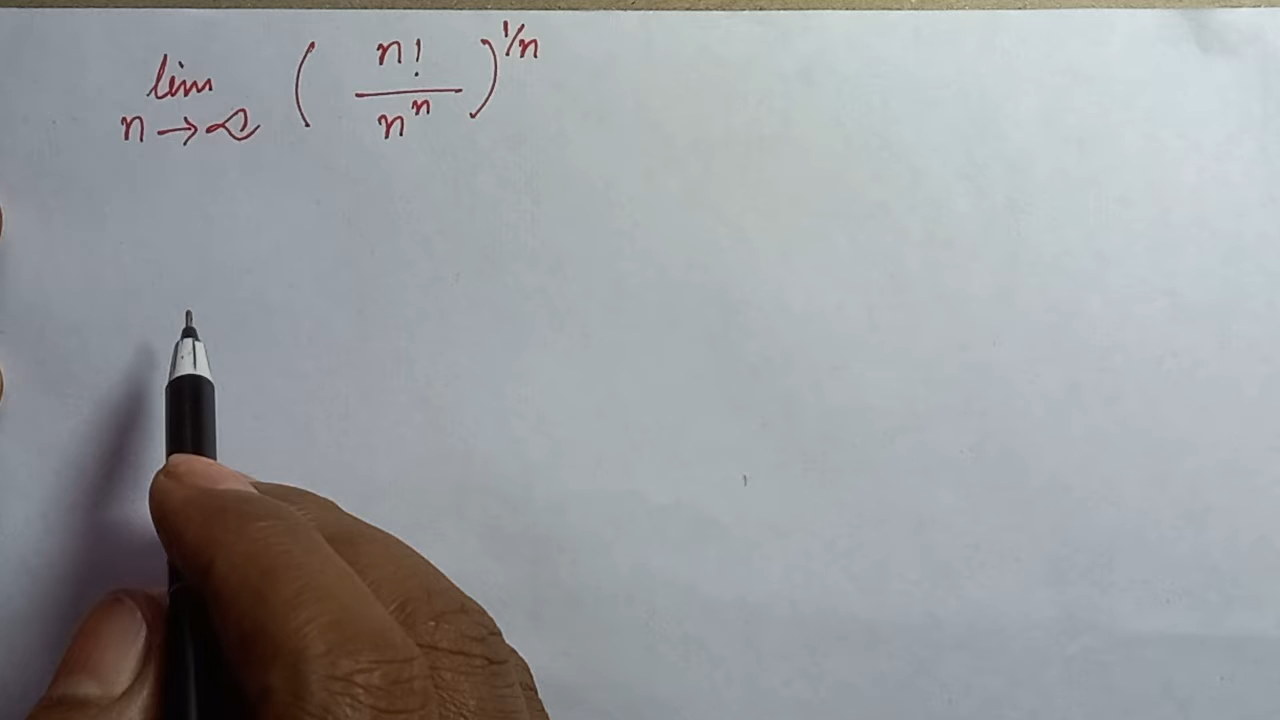 lim n→∞ ( n! / n^n )^1/n